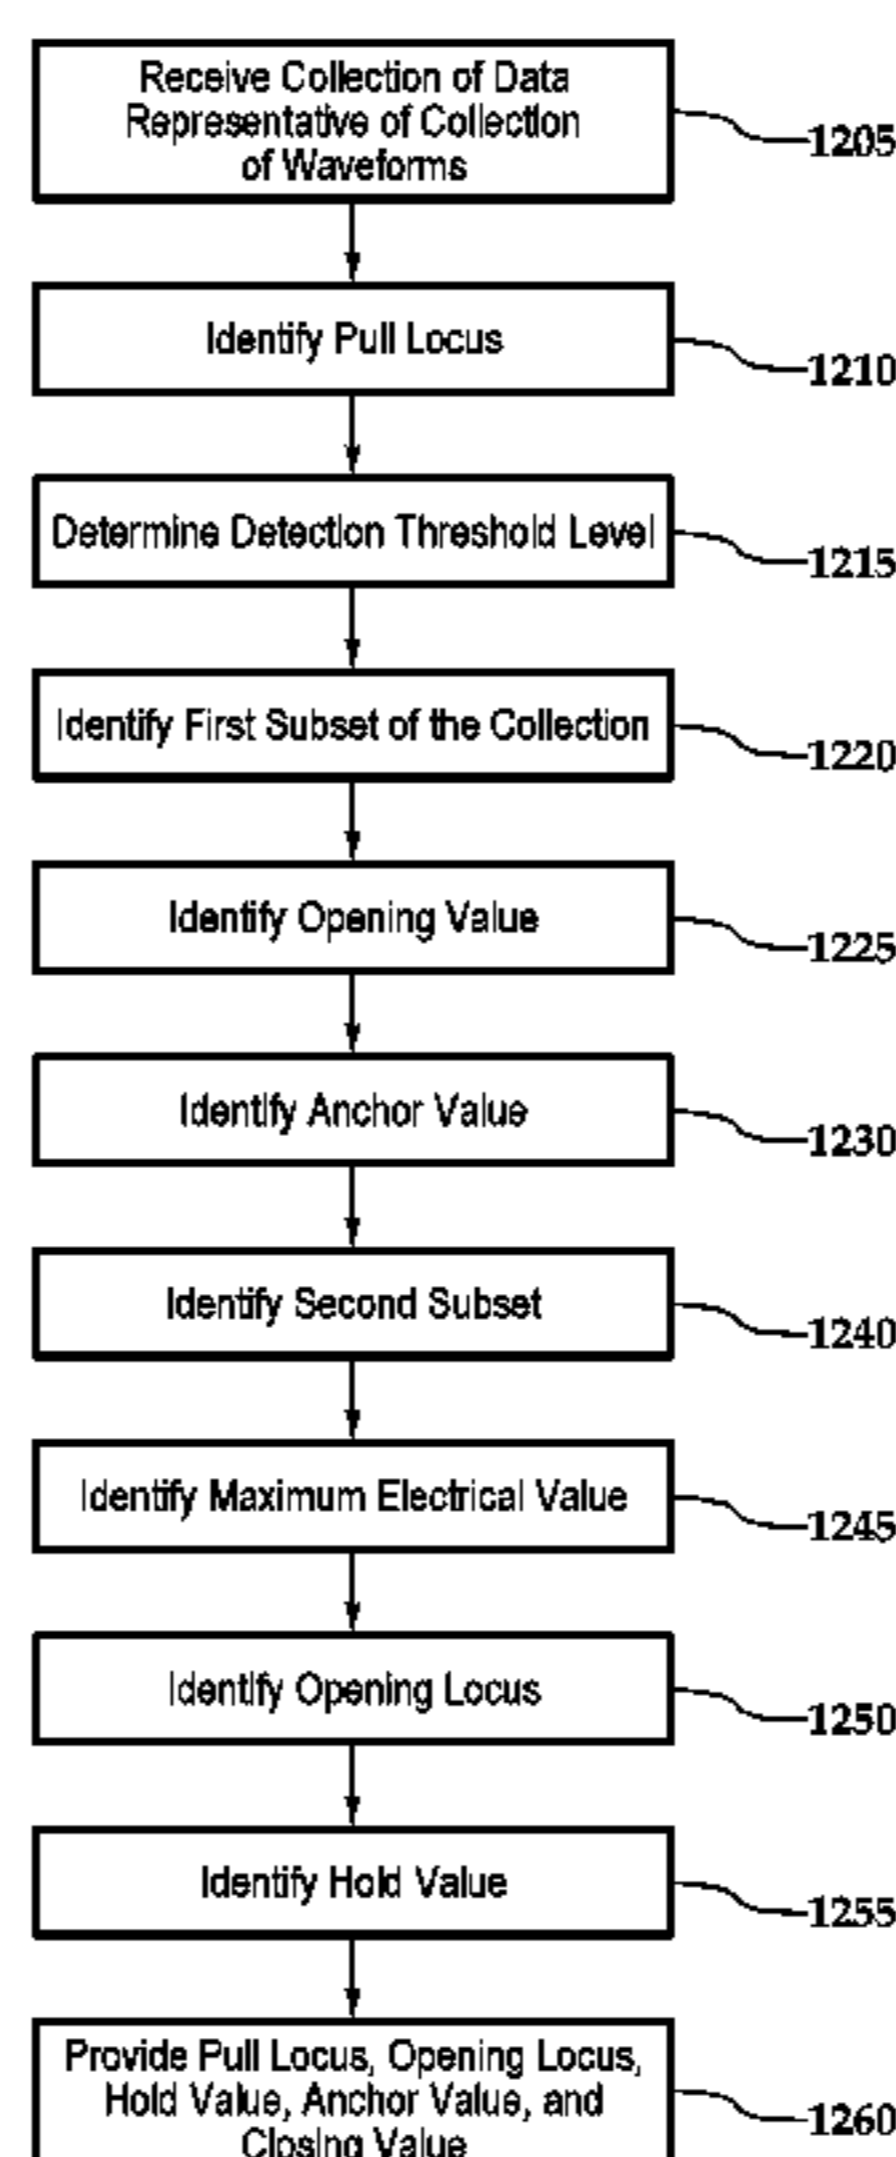 Receive Collection of Data
Representative of Collection
of Waveforms
1205
Identify Pull Locus
1210
Determine Detection Threshold Level
1215
Identify First Subset of the Collection
1220
Identify Opening Value
1225
Identify Anchor Value
1230
Identify Second Subset
1240
Identify Maximum Electrical Value
1245
Identify Opening Locus
1250
Identify Hold Value
1255
Provide Pull Locus, Opening Locus,
Hold Value, Anchor Value, and
Closing Value
1260